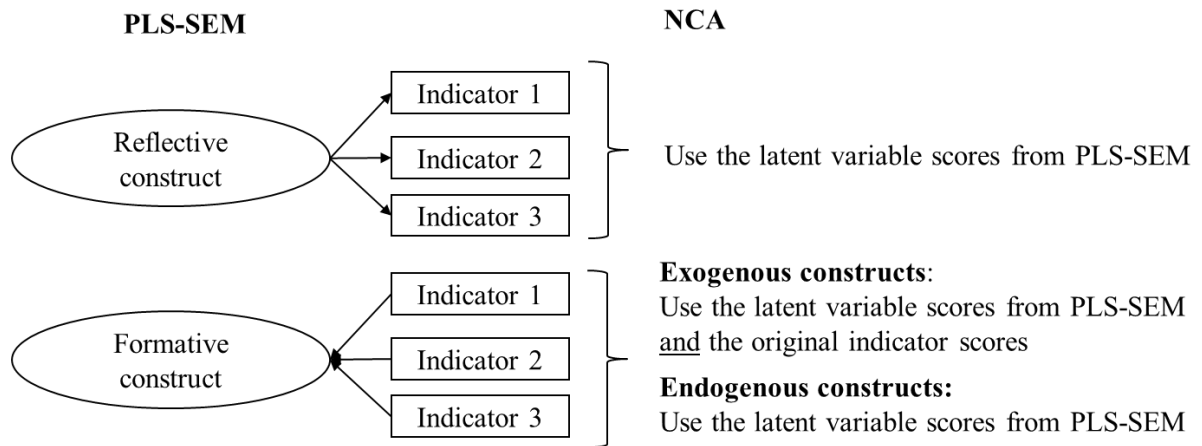 PLS-SEM
NCA
Reflective
construct
Indicator 1
Indicator 2
Indicator 3
Use the latent variable scores from PLS-SEM
Formative
construct
Indicator 1
Indicator 2
Indicator 3
Exogenous constructs:
Use the latent variable scores from PLS-SEM
and the original indicator scores
Endogenous constructs:
Use the latent variable scores from PLS-SEM